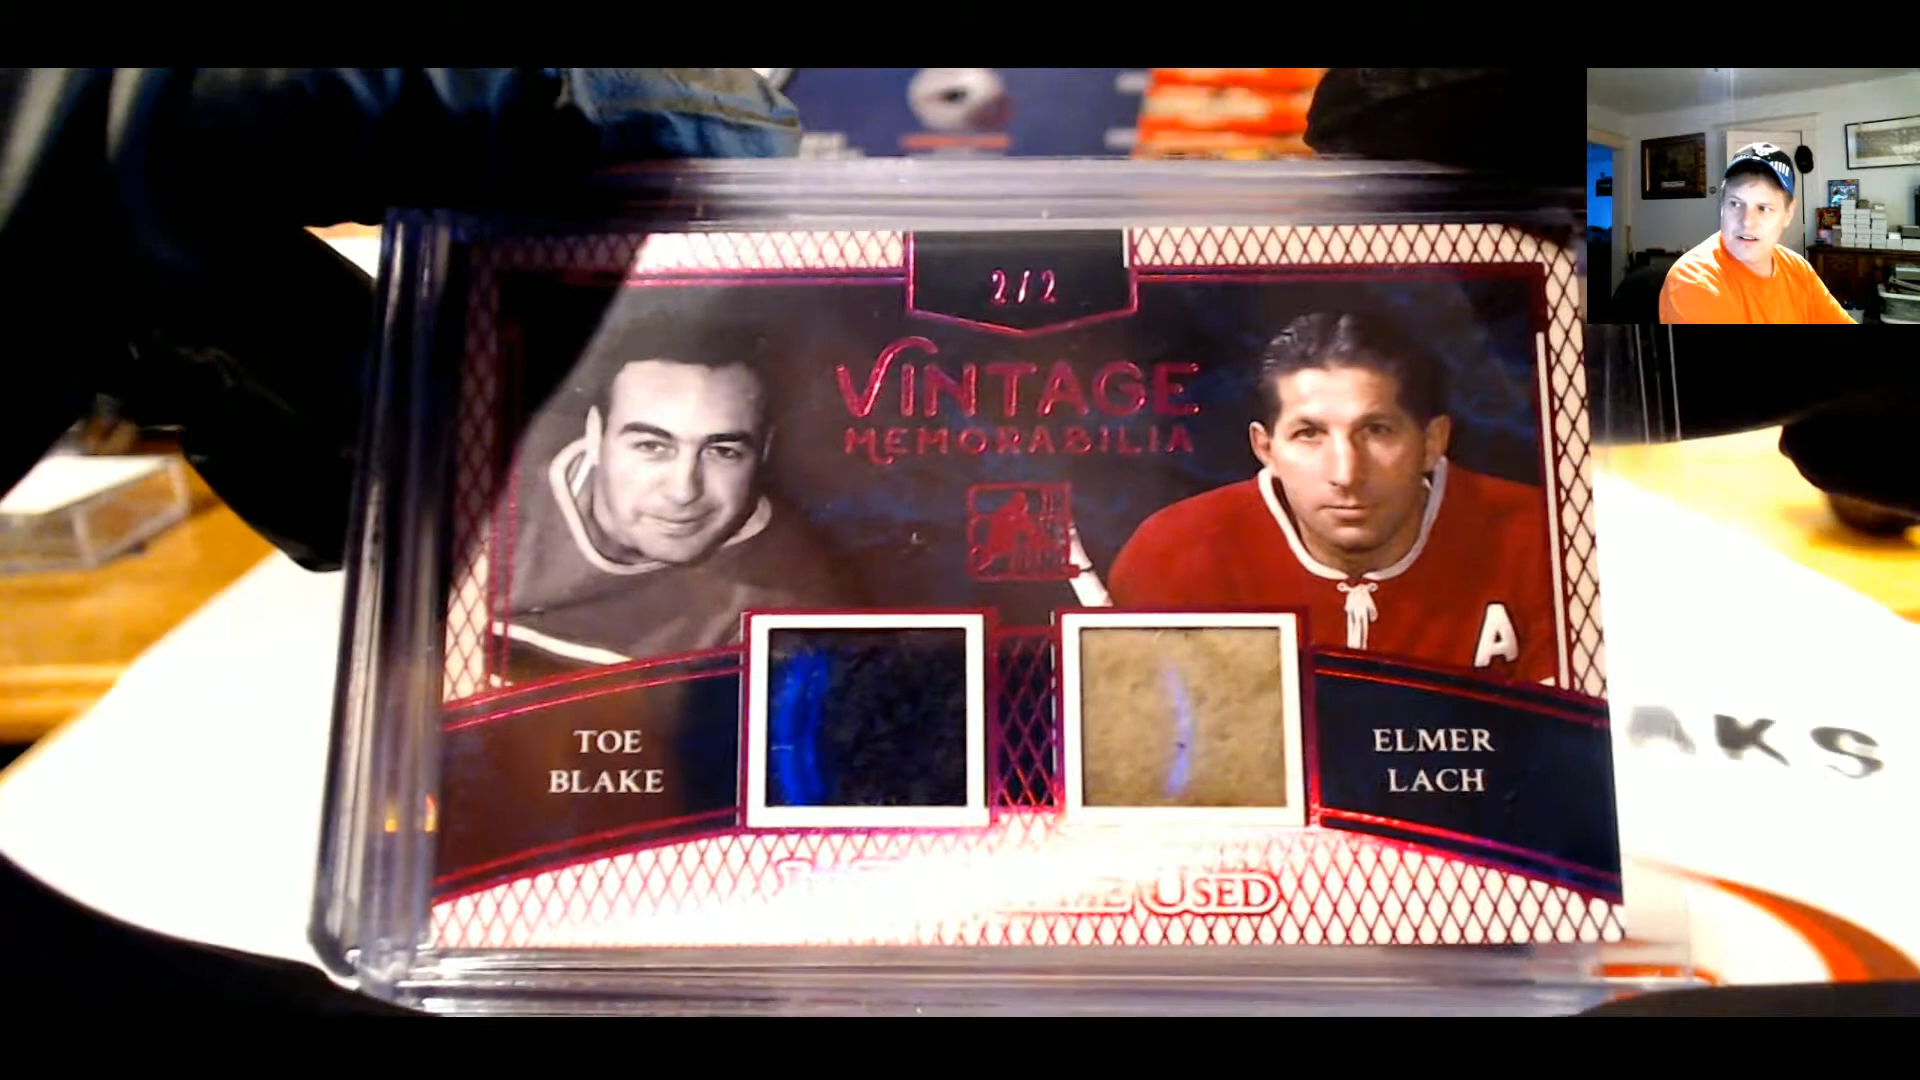 2/2
VINTAGE
MEMORABILIA
A
TOE
BLAKE
ELMER
LACH
USED
AKS